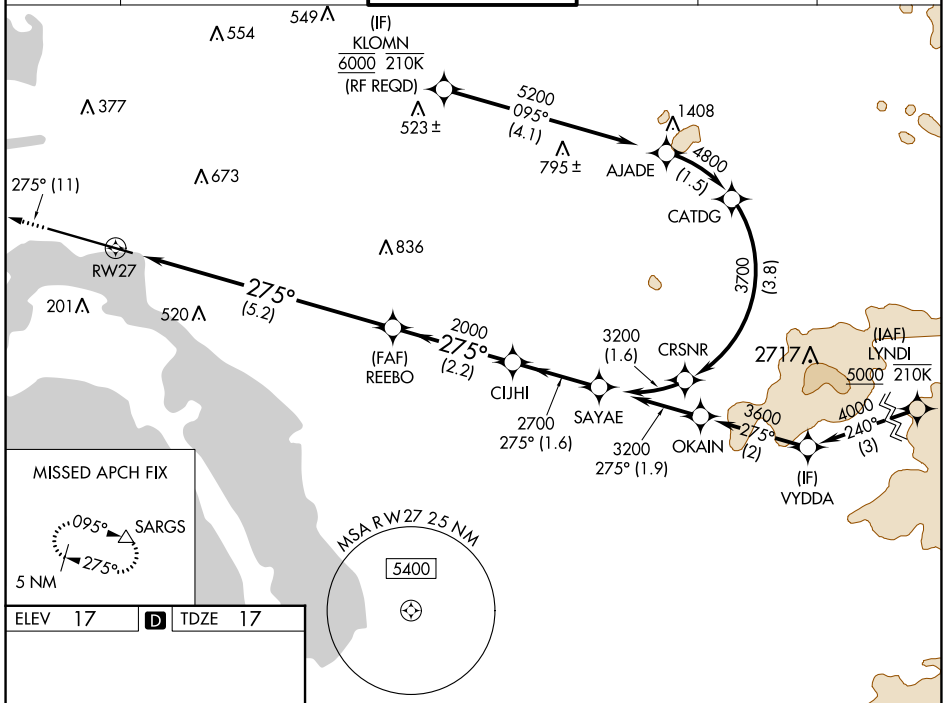 549
(IF)
554
KLOMN
6000 210K
(RF REQD)
5200
095°
(4.1)
377
523 ±
1408
795 ±
AJADE
4800
(1.5)
673
275° (11)
CATDG
836
RW27
3700
(3.8)
275°
(5.2)
201
520
2000
275°
(2.2)
(FAF)
REEBO
3200
(1.6)
CRSNR
2717
(IAF)
LYNDI
5000 210K
CIJHI
SAYAE
2700
275° (1.6)
3200
275° (1.9)
OKAIN
3600
275°
(2)
4000
240°
(3)
(IF)
VYDDA
MISSED APCH FIX
095°
SARGS
275°
5 NM
MSA RW27 25 NM
5400
ELEV 17
D
TDZE 17